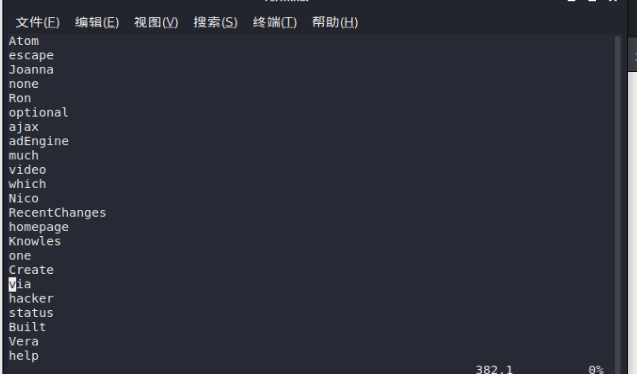 文件(F) 编辑(E) 视图(V) 搜索(S) 终端(T) 帮助(H)
Atom
escape
Joanna
none
Ron
optional
ajax
adEngine
much
video
which
Nico
RecentChanges
homepage
Knowles
one
Create
via
hacker
status
Built
Vera
help
382,1 0%